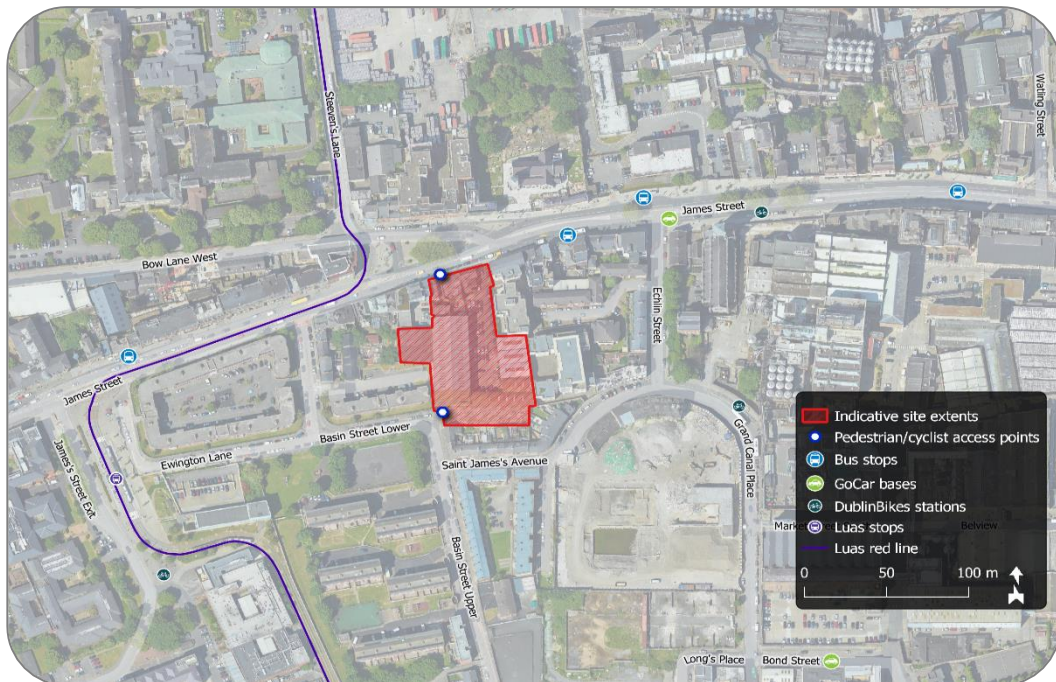 Steeven's Lane
Watling Street
James Street
Bow Lane West
Echlin Street
James Street
Basin Street Lower
Ewington Lane
Saint James's Avenue
James's Street Exit
Grand Canal Place
Basin Street Upper
Market
Belview
Long's Place
Bond Street
Indicative site extents
Pedestrian/cyclist access points
Bus stops
GoCar bases
DublinBikes stations
Luas stops
Luas red line
0 50 100 m